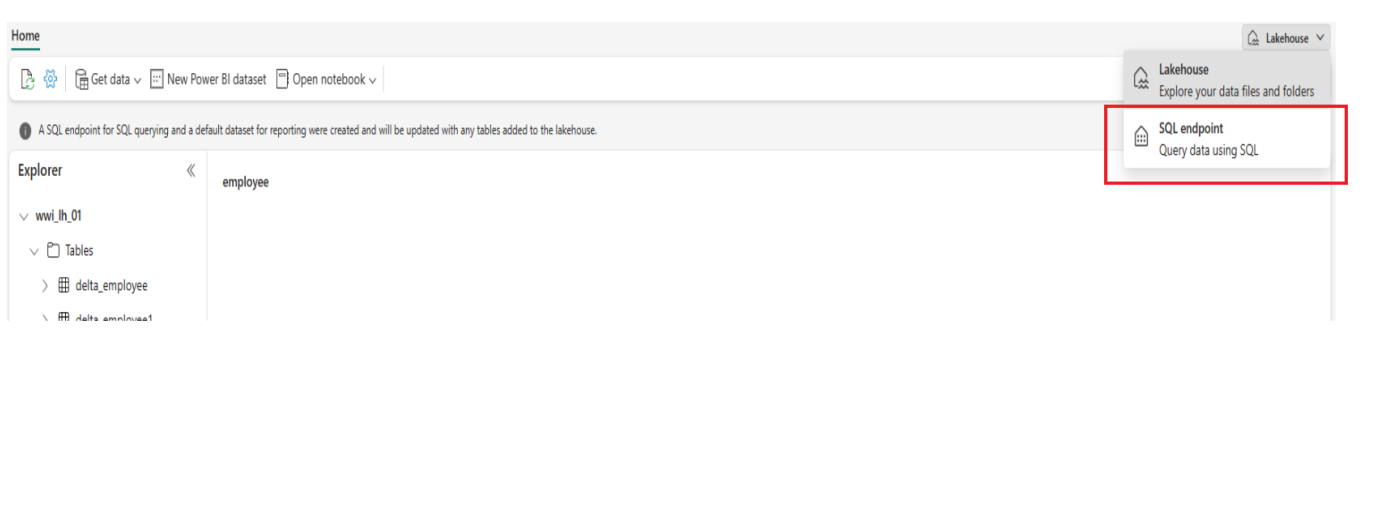 Home
Lakehouse
Get data
New Power BI dataset
Open notebook
Lakehouse
Explore your data files and folders
A SQL endpoint for SQL querying and a default dataset for reporting were created and will be updated with any tables added to the lakehouse.
SQL endpoint
Query data using SQL
Explorer
employee
wwi_lh_01
Tables
delta_employee
delta_employee1